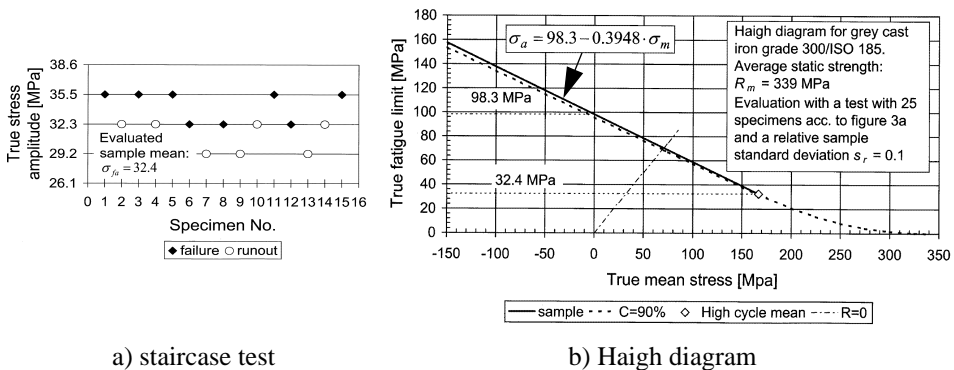 38.6
35.5
32.3
29.2
26.1
True stress
amplitude [MPa]
Evaluated
sample mean:
σfa = 32.4
0 1 2 3 4 5 6 7 8 9 10 11 12 13 14 15 16
Specimen No.
failure runout
a) staircase test
180
160
140
120
100
80
60
40
20
0
True fatigue limit [MPa]
σa = 98.3 – 0.3948 · σm
98.3 MPa
32.4 MPa
Haigh diagram for grey cast
iron grade 300/ISO 185.
Average static strength:
Rm = 339 MPa
Evaluation with a test with 25
specimens acc. to figure 3a
and a relative sample
standard deviation sr = 0.1
-150 -100 -50 0 50 100 150 200 250 300 350
True mean stress [Mpa]
sample C=90% High cycle mean R=0
b) Haigh diagram